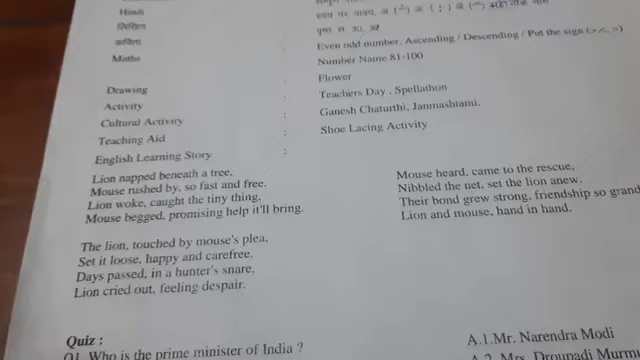 Hindi
लिखित
कविता
Maths
Drawing
Activity
Cultural Activity
Teaching Aid
English Learning Story
: Even odd number, Ascending / Descending / Put the sign (>,<, =)
Number Name 81-100
: Flower
: Teachers Day , Spellathon
: Ganesh Chaturthi, Janmashtami.
: Shoe Lacing Activity
:
Lion napped beneath a tree,
Mouse rushed by, so fast and free.
Lion woke, caught the tiny thing,
Mouse begged, promising help it'll bring.
The lion, touched by mouse's plea,
Set it loose, happy and carefree.
Days passed, in a hunter's snare,
Lion cried out, feeling despair.
Mouse heard, came to the rescue,
Nibbled the net, set the lion anew.
Their bond grew strong, friendship so grand
Lion and mouse, hand in hand.
Quiz :
Q1. Who is the prime minister of India ?
A.1.Mr. Narendra Modi
A.2. Mrs. Droupadi Murmu